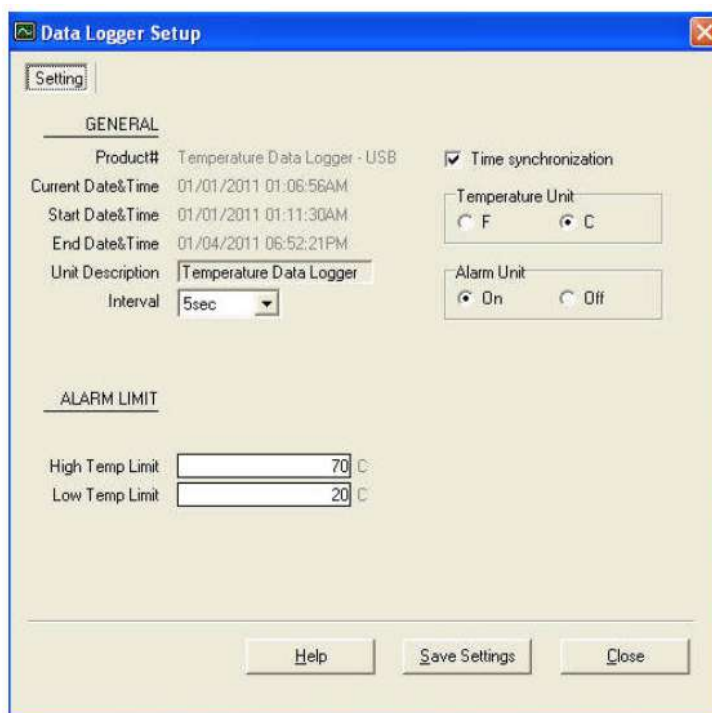 Data Logger Setup
Setting
GENERAL
Product# Temperature Data Logger - USB
Current Date&Time 01/01/2011 01:06:56AM
Start Date&Time 01/01/2011 01:11:30AM
End Date&Time 01/04/2011 06:52:21PM
Unit Description Temperature Data Logger
Interval 5sec
Time synchronization
Temperature Unit
F C
Alarm Unit
On Off
ALARM LIMIT
High Temp Limit 70 C
Low Temp Limit 20 C
Help Save Settings Close